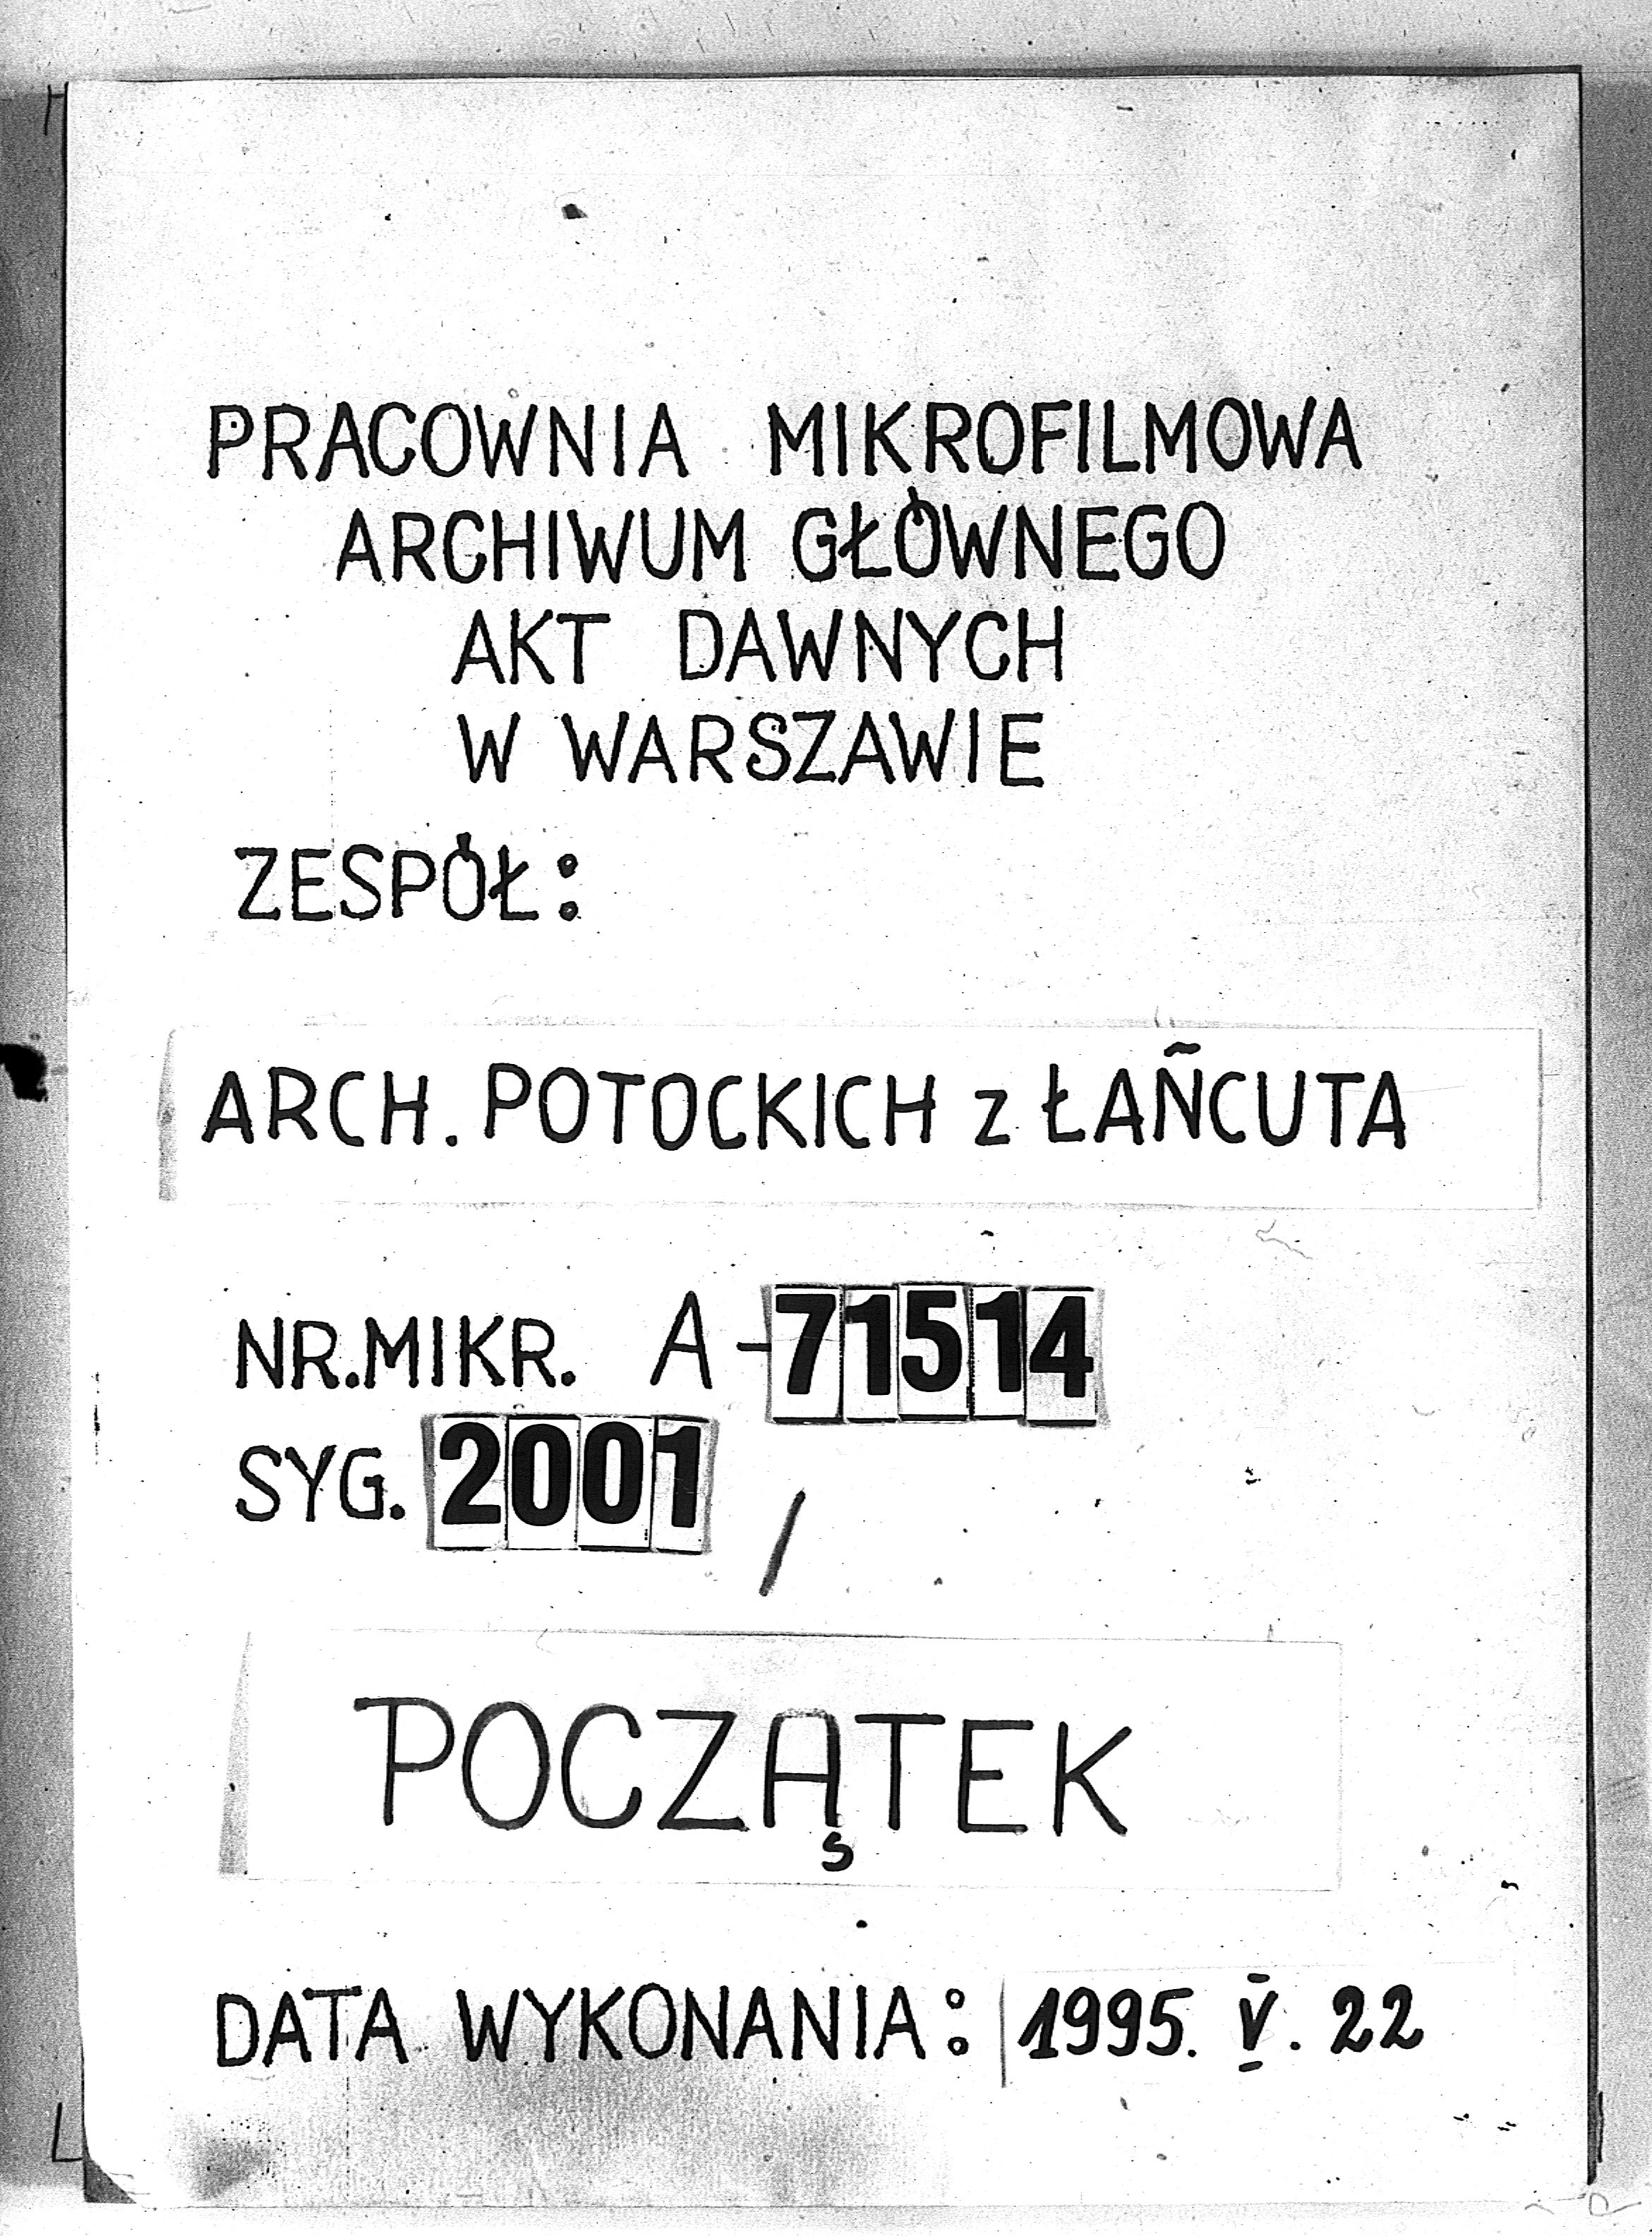 PRACOWNIA MIKROFILMOWA
ARCHIWUM GŁÓWNEGO
AKT DAWNYCH
W WARSZAWIE
ZESPÓŁ:
ARCH. POTOCKICH z ŁAŃCUTA
NR.MIKR. A-71514
SYG. 2001 /
POCZĄTEK
DATA WYKONANIA: 1995. V. 22